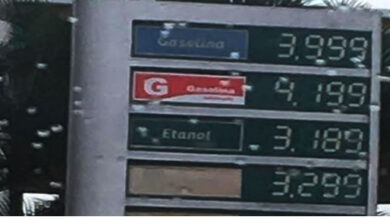 Gasolina 3,999
G Gasolina 4,199
Etanol 3,189
3,299